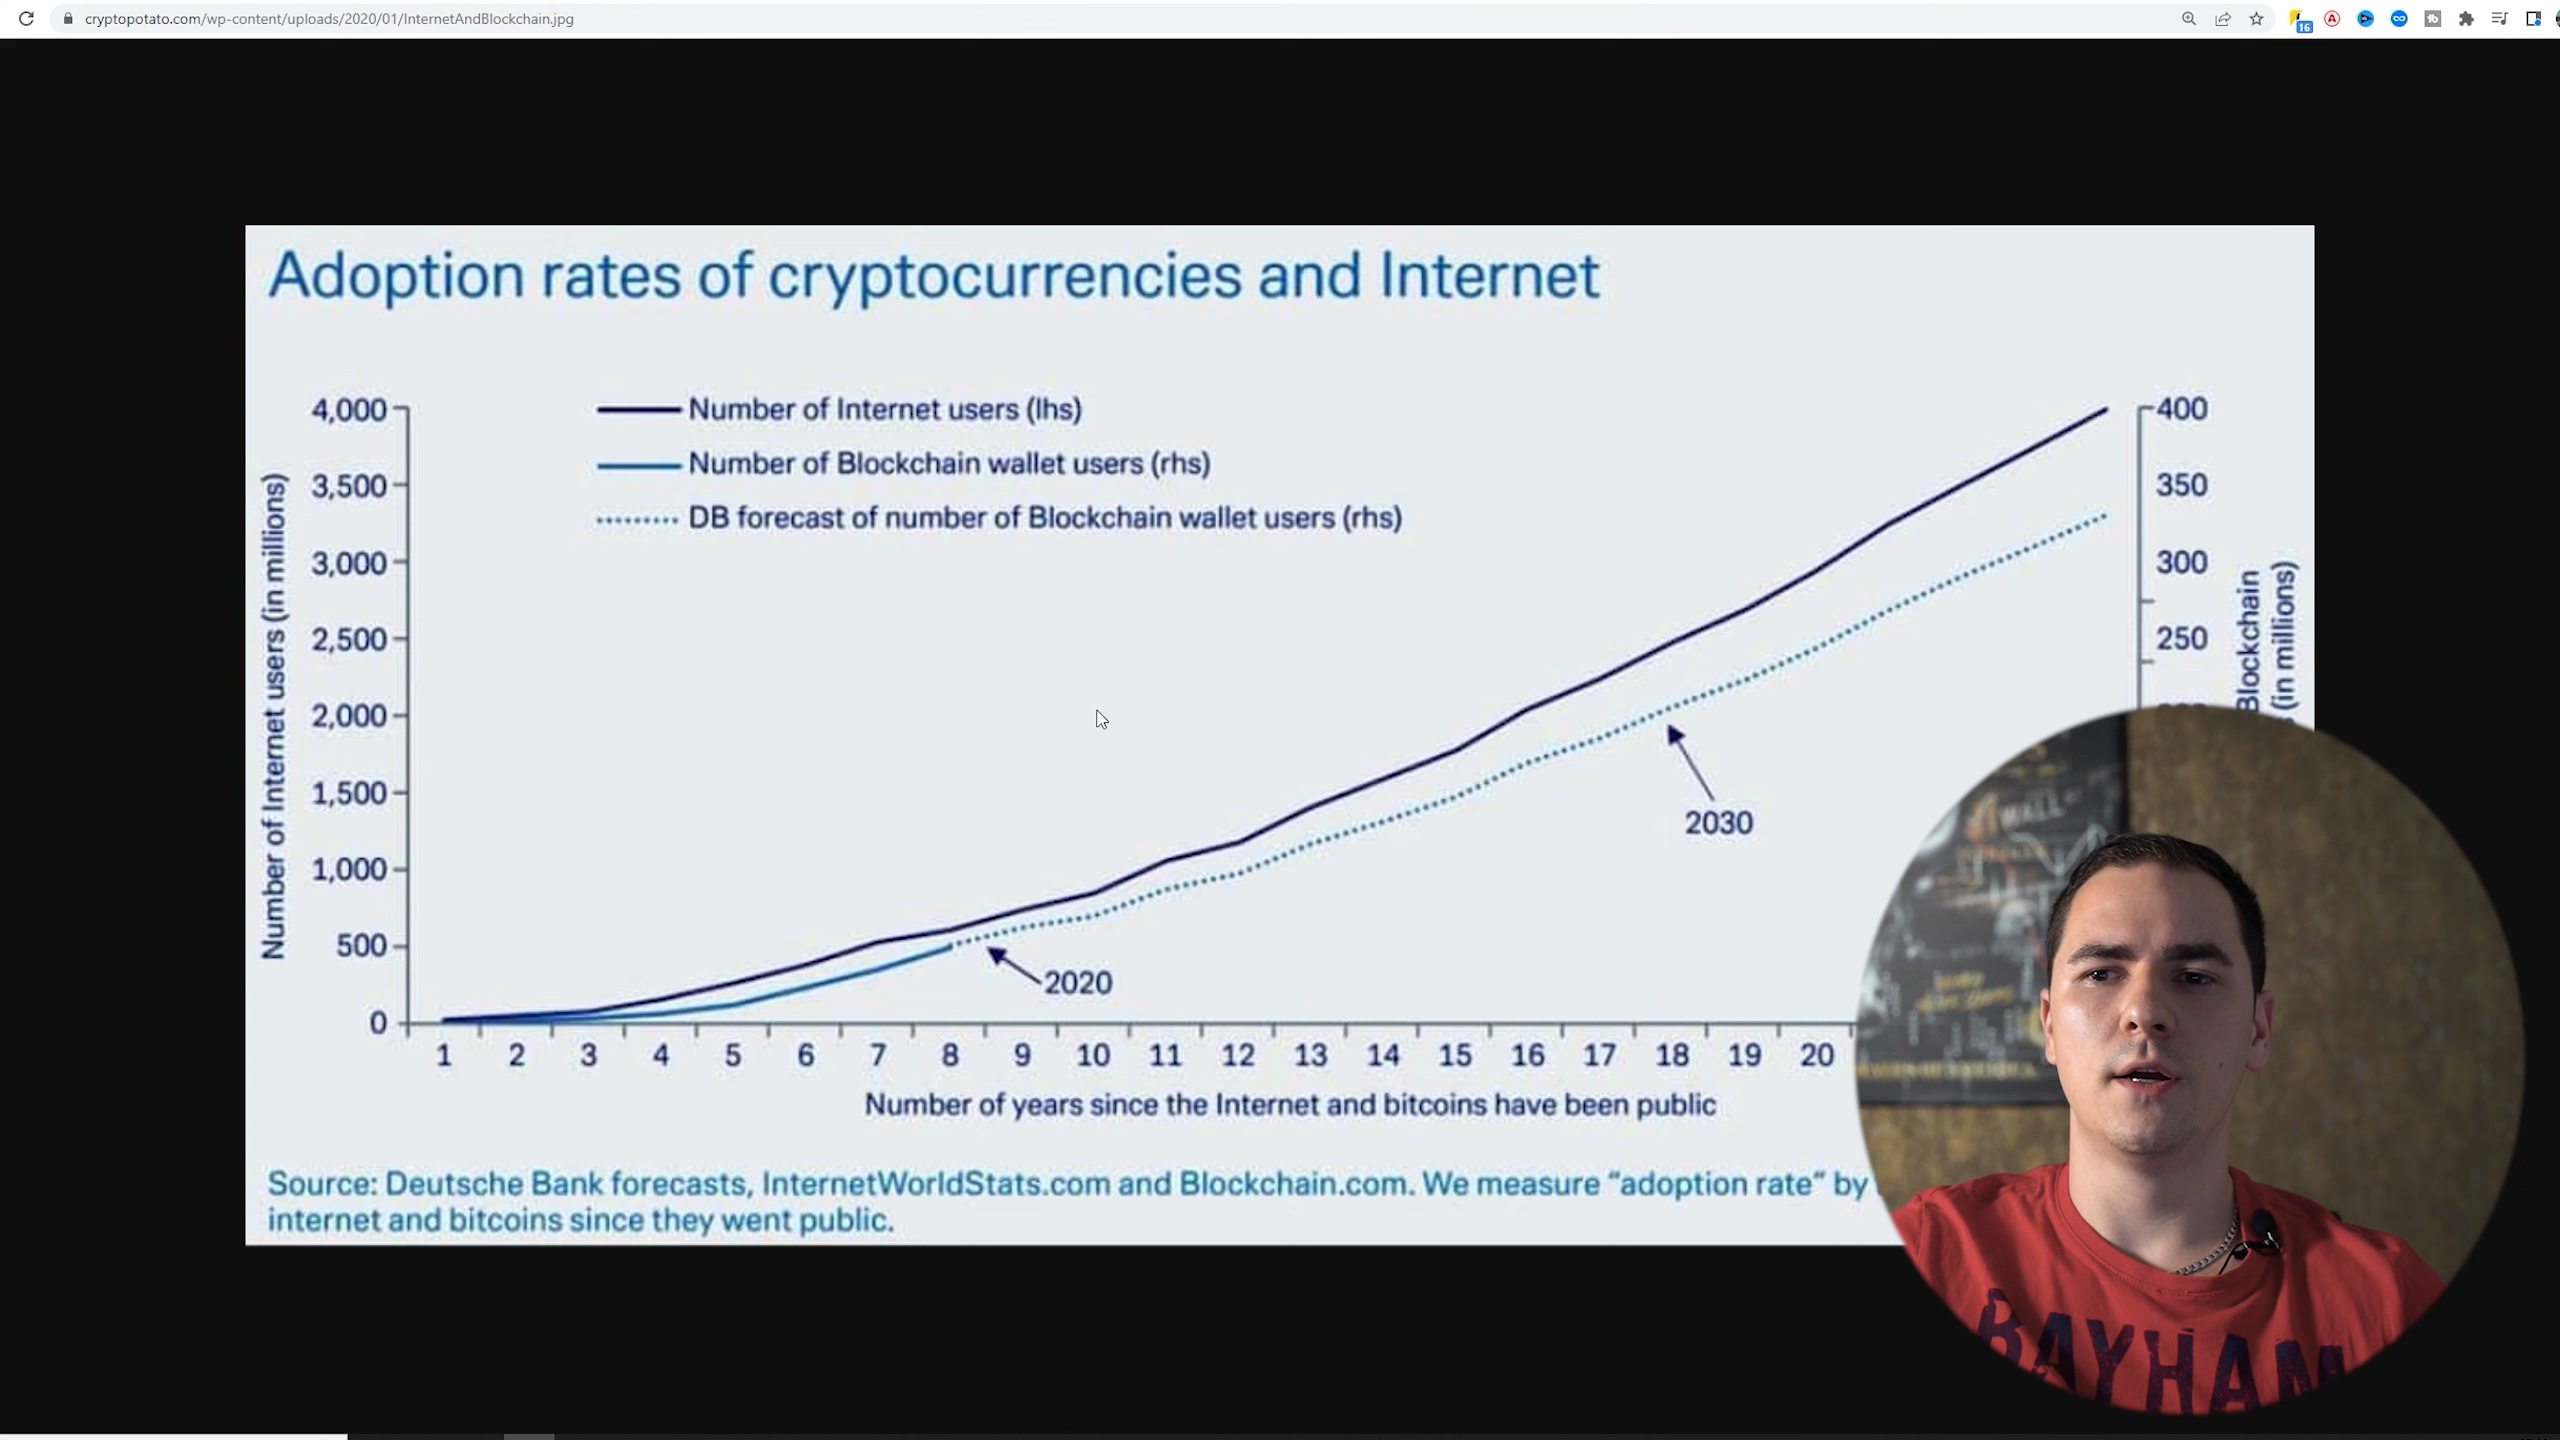 cryptopotato.com/wp-content/uploads/2020/01/InternetAndBlockchain.jpg
16
Adoption rates of cryptocurrencies and Internet
Number of Internet users (lhs)
Number of Blockchain wallet users (rhs)
DB forecast of number of Blockchain wallet users (rhs)
Number of Internet users (in millions)
4,000
3,500
3,000
2,500
2,000
1,500
1,000
500
0
400
350
300
250
Blockchain
(in millions)
2030
2020
1 2 3 4 5 6 7 8 9 10 11 12 13 14 15 16 17 18 19 20
Number of years since the Internet and bitcoins have been public
Source: Deutsche Bank forecasts, InternetWorldStats.com and Blockchain.com. We measure “adoption rate” by
internet and bitcoins since they went public.
WALL
BAYHAM